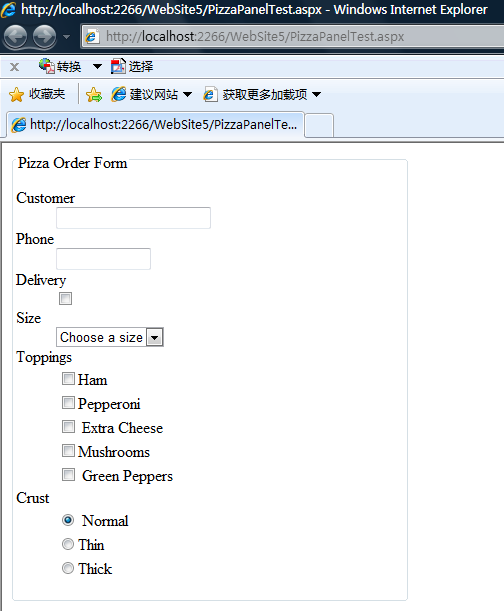 http://localhost:2266/WebSite5/PizzaPanelTest.aspx - Windows Internet Explorer
http://localhost:2266/WebSite5/PizzaPanelTest.aspx
x 转换 选择
收藏夹 建议网站 获取更多加载项
http://localhost:2266/WebSite5/PizzaPanelTe...
Pizza Order Form
Customer
Phone
Delivery
Size
Choose a size
Toppings
Ham
Pepperoni
Extra Cheese
Mushrooms
Green Peppers
Crust
Normal
Thin
Thick